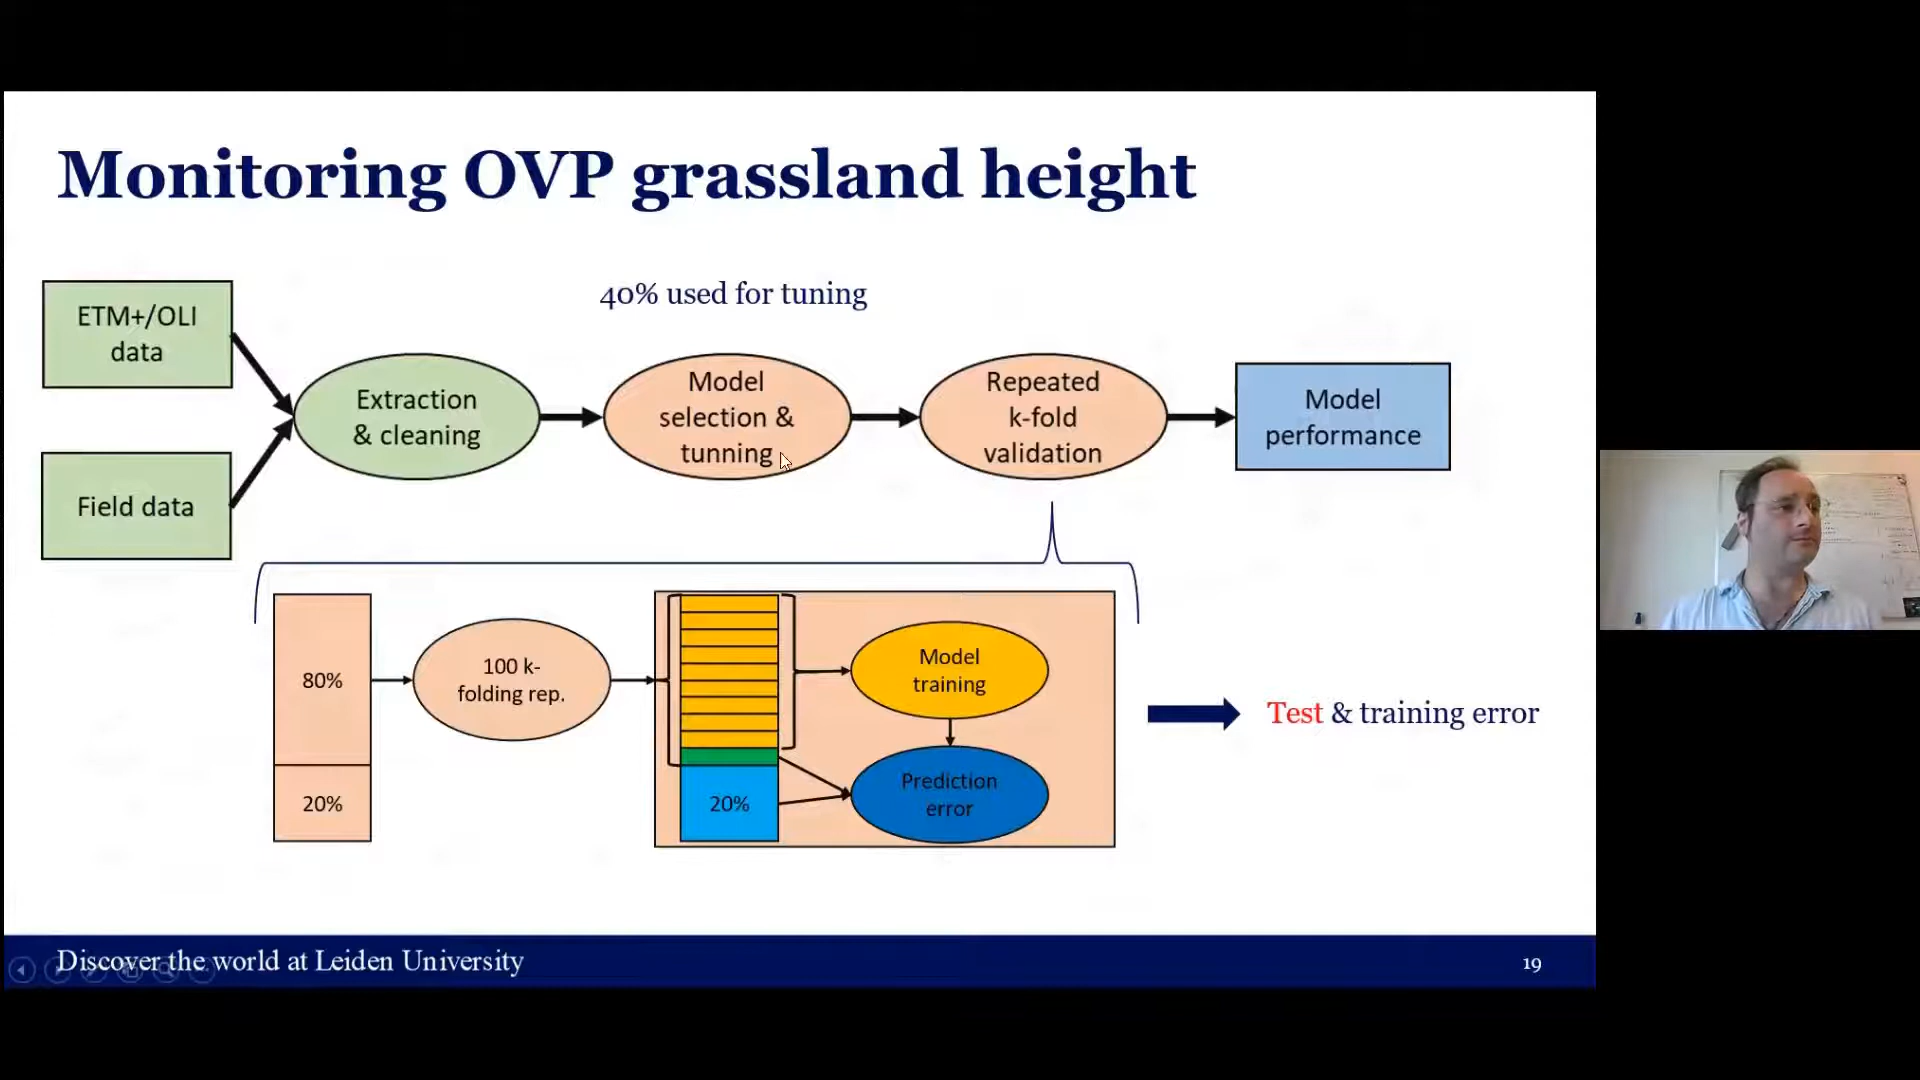 Monitoring OVP grassland height
40% used for tuning
ETM+/OLI
data
Field data
Extraction
& cleaning
Model
selection &
tunning
Repeated
k-fold
validation
Model
performance
80%
20%
100 k-
folding rep.
20%
Model
training
Prediction
error
Test & training error
Discover the world at Leiden University
19